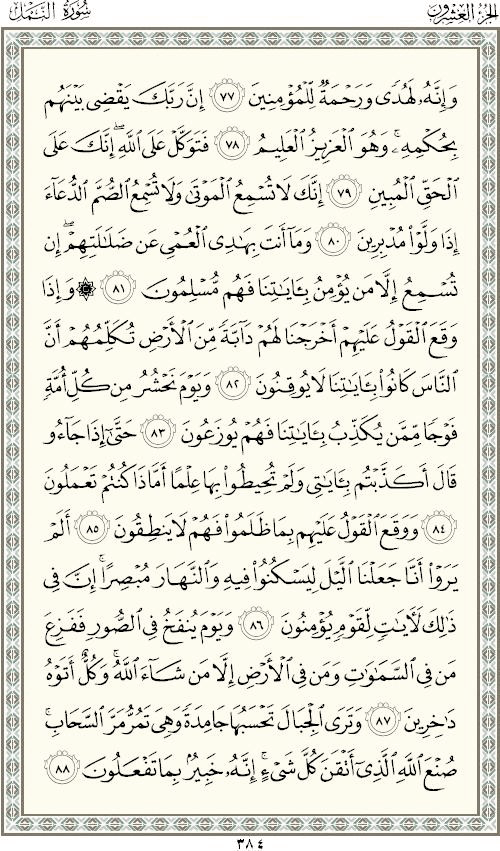 الجزء العشرون
سورة النمل
وَإِنَّهُۥ لَهُدٗى وَرَحۡمَةٞ لِّلۡمُؤۡمِنِينَ ٧٧ إِنَّ رَبَّكَ يَقۡضِي بَيۡنَهُم
بِحُكۡمِهِۦۚ وَهُوَ ٱلۡعَزِيزُ ٱلۡعَلِيمُ ٧٨ فَتَوَكَّلۡ عَلَى ٱللَّهِۖ إِنَّكَ عَلَى
ٱلۡحَقِّ ٱلۡمُبِينِ ٧٩ إِنَّكَ لَا تُسۡمِعُ ٱلۡمَوۡتَىٰ وَلَا تُسۡمِعُ ٱلصُّمَّ ٱلدُّعَآءَ
إِذَا وَلَّوۡاْ مُدۡبِرِينَ ٨٠ وَمَآ أَنتَ بِهَٰدِي ٱلۡعُمۡيِ عَن ضَلَٰلَتِهِمۡۖ إِن
تُسۡمِعُ إِلَّا مَن يُؤۡمِنُ بِـَٔايَٰتِنَا فَهُم مُّسۡلِمُونَ ٨١ ۞ وَإِذَا
وَقَعَ ٱلۡقَوۡلُ عَلَيۡهِمۡ أَخۡرَجۡنَا لَهُمۡ دَآبَّةٗ مِّنَ ٱلۡأَرۡضِ تُكَلِّمُهُمۡ أَنَّ
ٱلنَّاسَ كَانُواْ بِـَٔايَٰتِنَا لَا يُوقِنُونَ ٨٢ وَيَوۡمَ نَحۡشُرُ مِن كُلِّ أُمَّةٖ
فَوۡجٗا مِّمَّن يُكَذِّبُ بِـَٔايَٰتِنَا فَهُمۡ يُوزَعُونَ ٨٣ حَتَّىٰٓ إِذَا جَآءُو
قَالَ أَكَذَّبۡتُم بِـَٔايَٰتِي وَلَمۡ تُحِيطُواْ بِهَا عِلۡمًا أَمَّاذَا كُنتُمۡ تَعۡمَلُونَ
٨٤ وَوَقَعَ ٱلۡقَوۡلُ عَلَيۡهِم بِمَا ظَلَمُواْ فَهُمۡ لَا يَنطِقُونَ ٨٥ أَلَمۡ
يَرَوۡاْ أَنَّا جَعَلۡنَا ٱلَّيۡلَ لِيَسۡكُنُواْ فِيهِ وَٱلنَّهَارَ مُبۡصِرًاۚ إِنَّ فِي
ذَٰلِكَ لَأٓيَٰتٖ لِّقَوۡمٖ يُؤۡمِنُونَ ٨٦ وَيَوۡمَ يُنفَخُ فِي ٱلصُّورِ فَفَزِعَ
مَن فِي ٱلسَّمَٰوَٰتِ وَمَن فِي ٱلۡأَرۡضِ إِلَّا مَن شَآءَ ٱللَّهُۚ وَكُلٌّ أَتَوۡهُ
دَٰخِرِينَ ٨٧ وَتَرَى ٱلۡجِبَالَ تَحۡسَبُهَا جَامِدَةٗ وَهِيَ تَمُرُّ مَرَّ ٱلسَّحَابِۚ
صُنۡعَ ٱللَّهِ ٱلَّذِيٓ أَتۡقَنَ كُلَّ شَيۡءٍۚ إِنَّهُۥ خَبِيرُۢ بِمَا تَفۡعَلُونَ ٨٨
٣٨٤